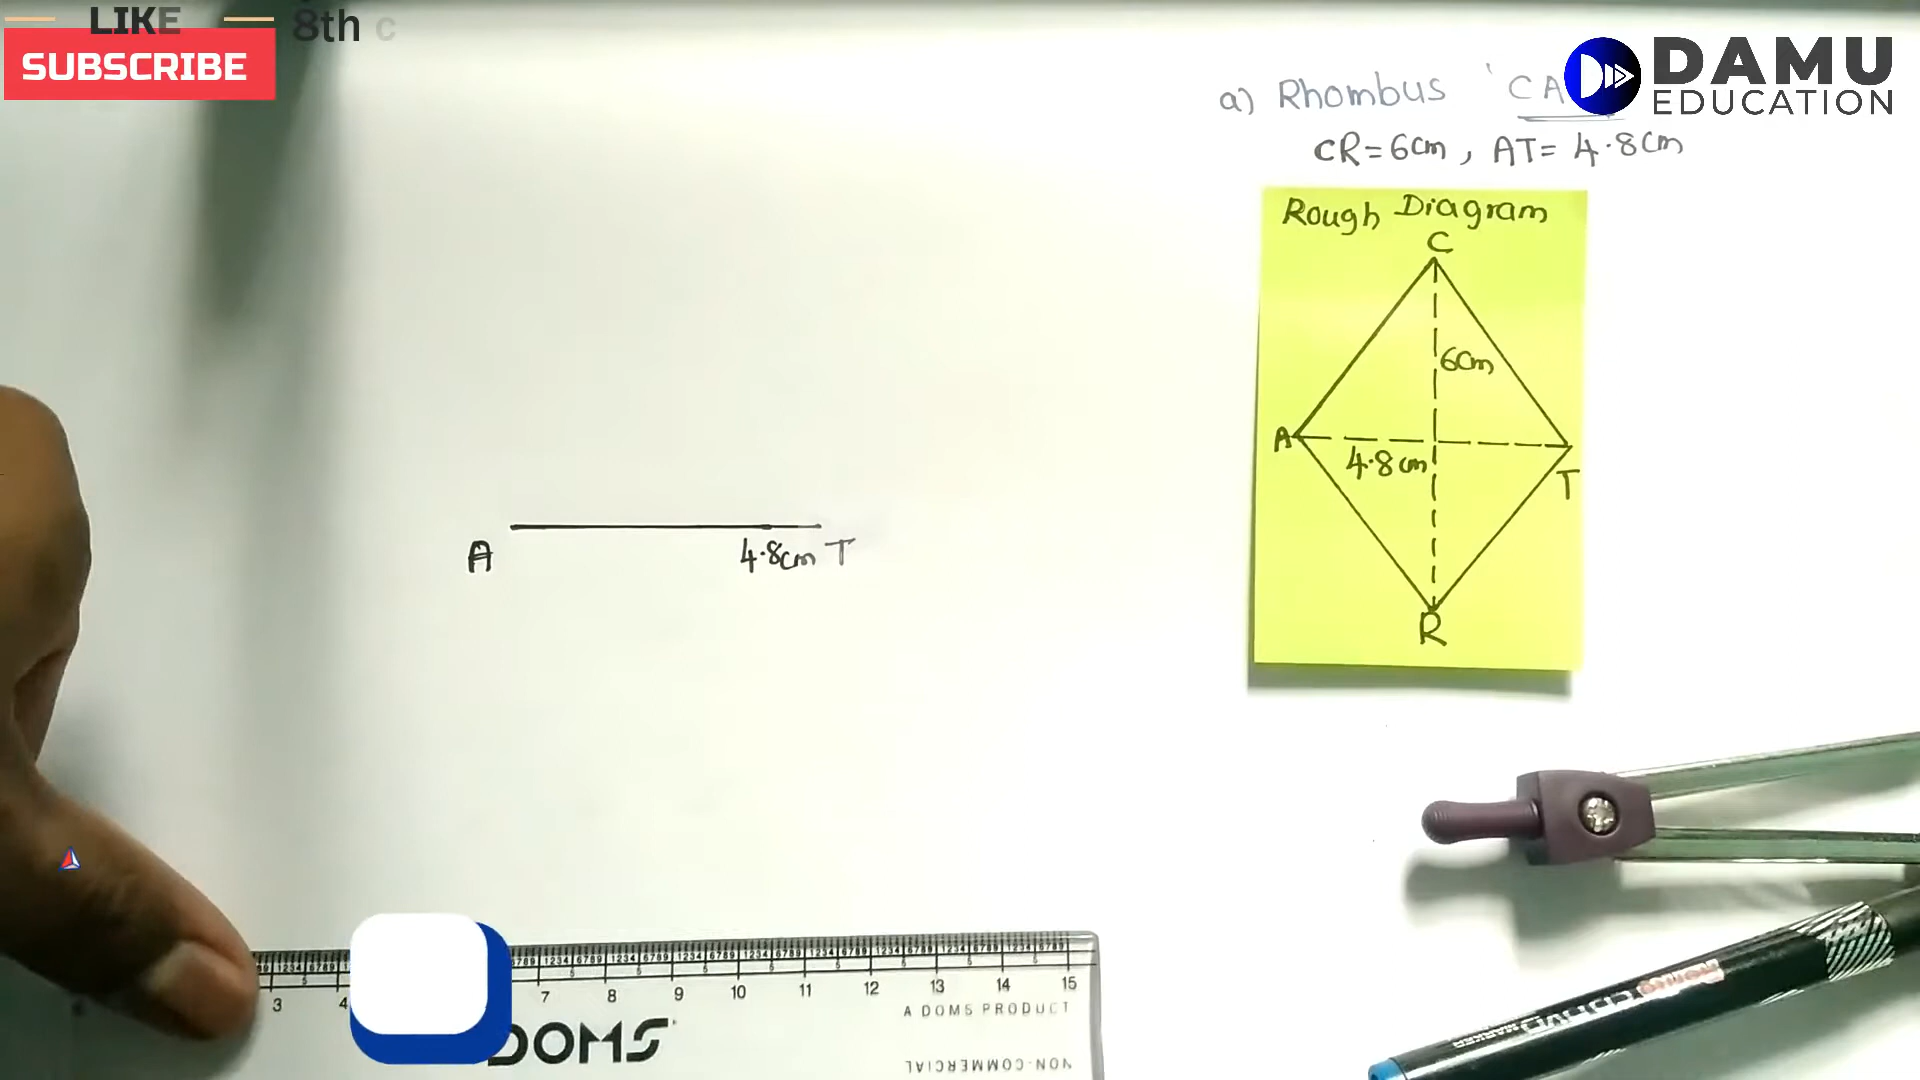 LIKE
8th c
SUBSCRIBE
DAMU
EDUCATION
a) Rhombus ' CA
CR=6cm, AT= 4.8cm
Rough Diagram
C
6cm
A
4.8cm
T
R
A
4.8cm T
3 4 7 8 9 10 11 12 13 14 15
A DOMS PRODUCT
DOMS
NON-COMMERCIAL